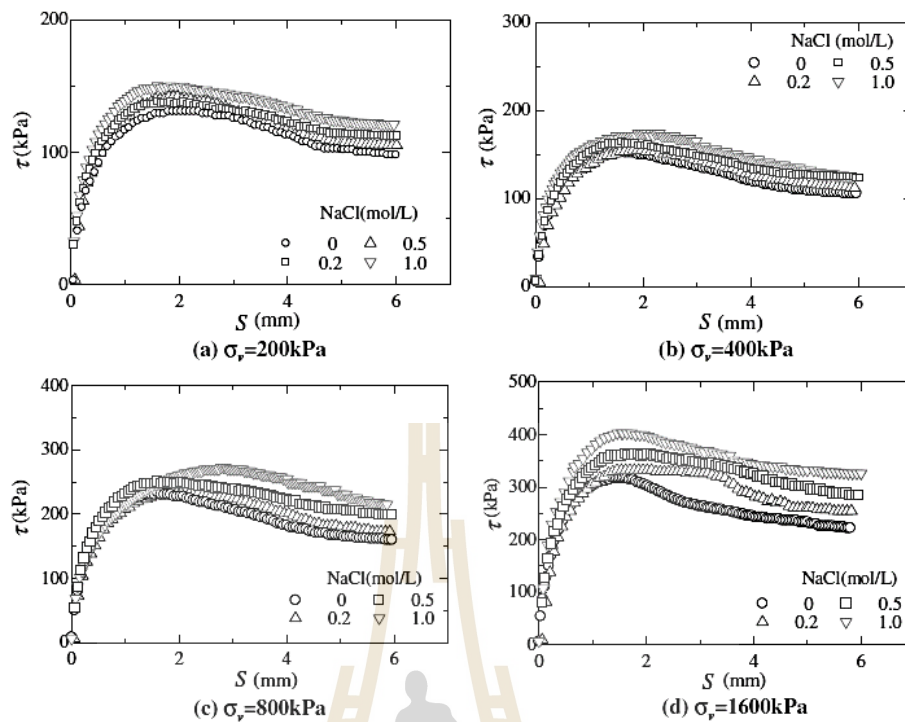 200
100
0
τ(kPa)
NaCl(mol/L)
0 0.5
0.2 1.0
0 2 4 6
S (mm)
(a) σv=200kPa
300
200
100
0
τ (kPa)
NaCl (mol/L)
0 0.5
0.2 1.0
0 2 4 6
S (mm)
(b) σv=400kPa
400
300
200
100
0
τ(kPa)
NaCl(mol/L)
0 0.5
0.2 1.0
0 2 4 6
S (mm)
(c) σv=800kPa
500
400
300
200
100
0
τ(kPa)
NaCl(mol/L)
0 0.5
0.2 1.0
0 2 4 6
S (mm)
(d) σv=1600kPa